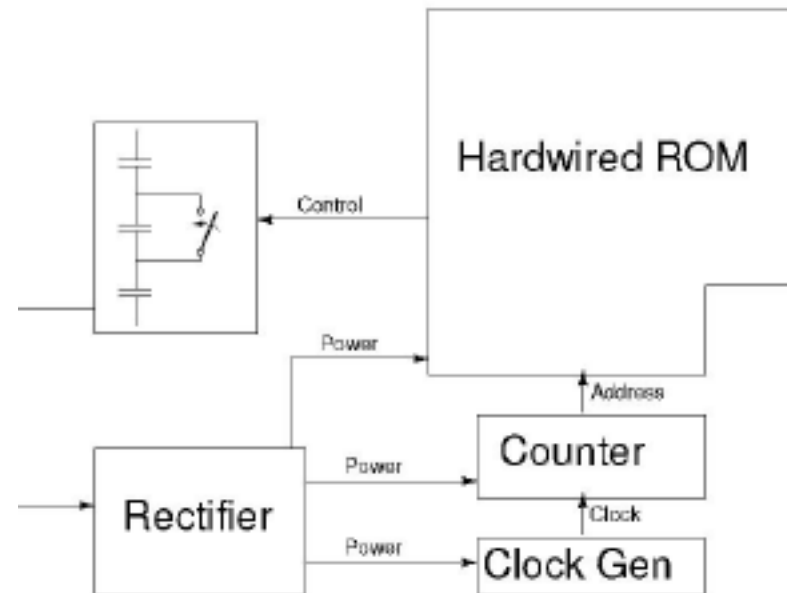 Hardwired ROM
Control
Power
Address
Counter
Power
Rectifier
Clock
Power
Clock Gen